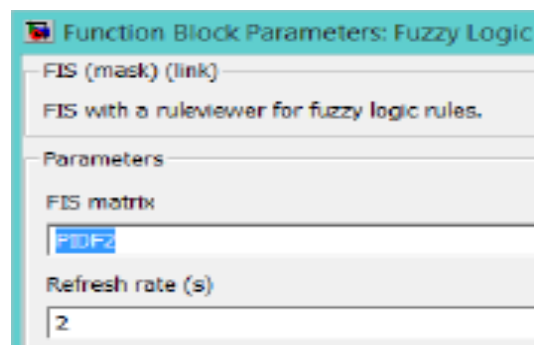 Function Block Parameters: Fuzzy Logic
FIS (mask) (link)
FIS with a ruleviewer for fuzzy logic rules.
Parameters
FIS matrix
PIDFZ
Refresh rate (s)
2